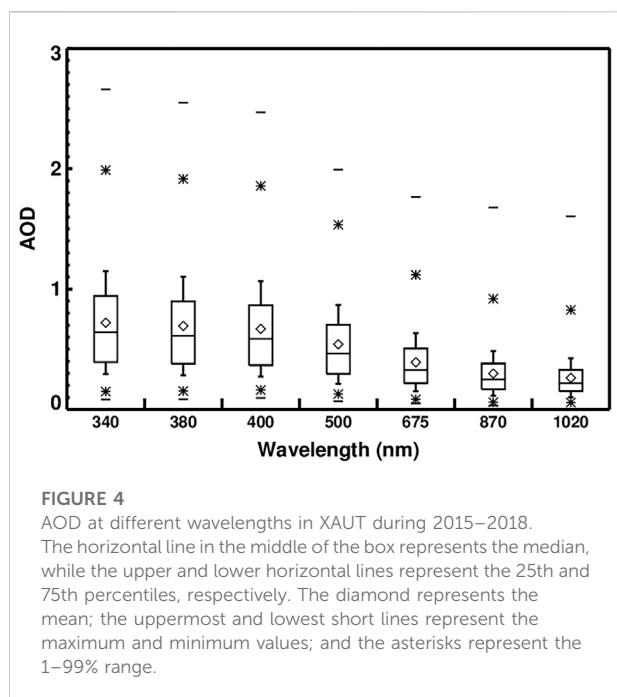 3
2
1
0
AOD
340 380 400 500 675 870 1020
Wavelength (nm)
FIGURE 4
AOD at different wavelengths in XAUT during 2015–2018.
The horizontal line in the middle of the box represents the median,
while the upper and lower horizontal lines represent the 25th and
75th percentiles, respectively. The diamond represents the
mean; the uppermost and lowest short lines represent the
maximum and minimum values; and the asterisks represent the
1–99% range.